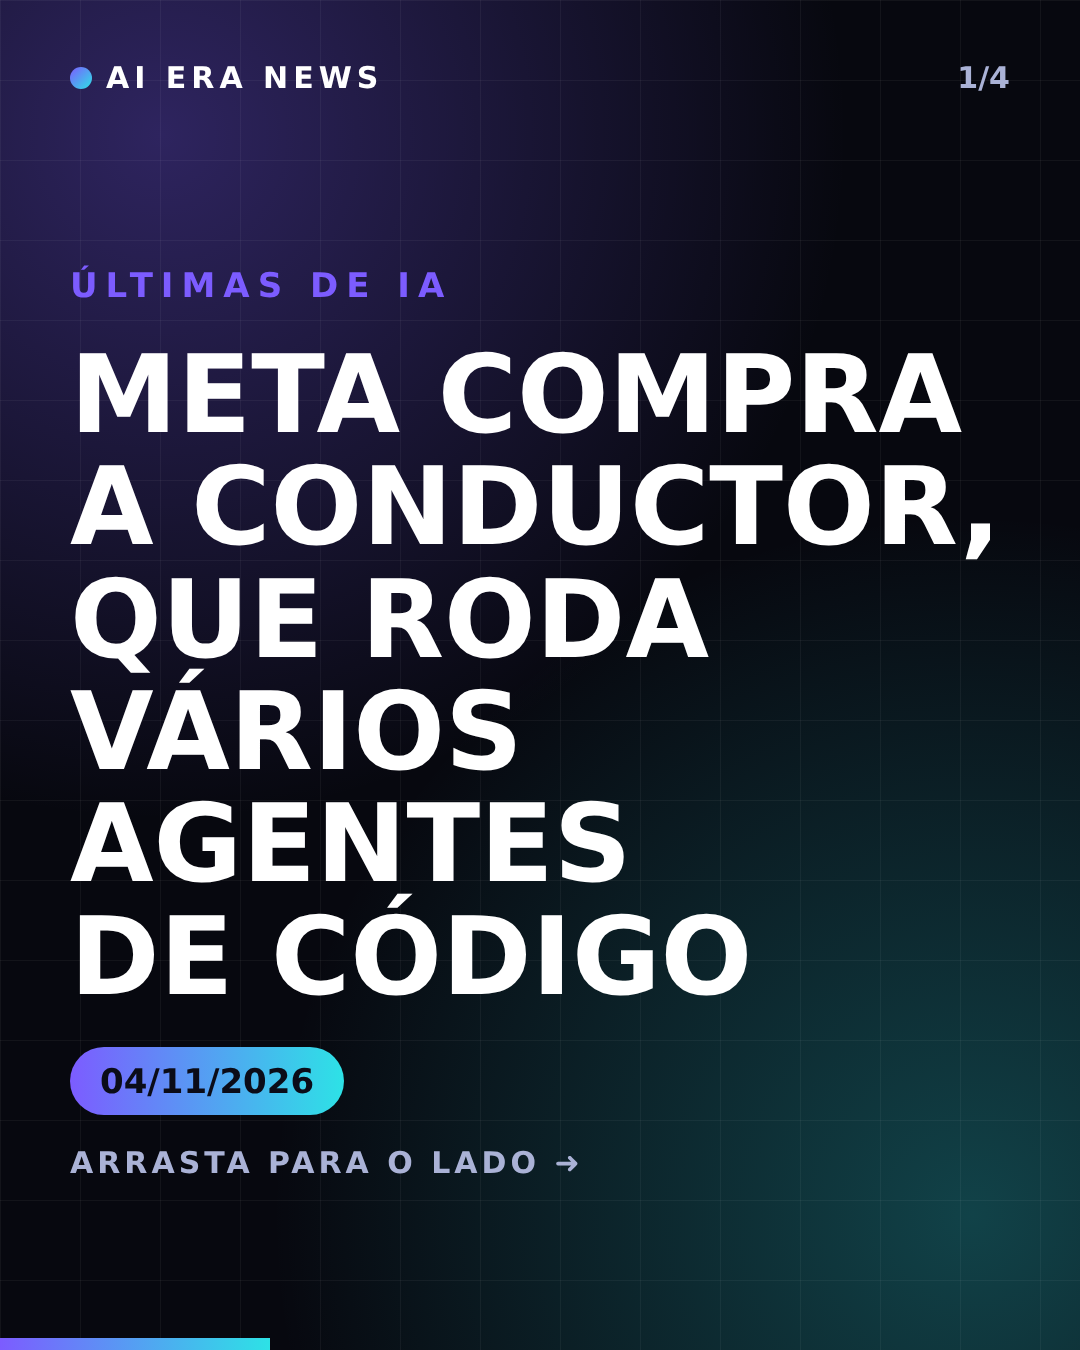 AI ERA NEWS
1/4
ÚLTIMAS DE IA
META COMPRA
A CONDUCTOR,
QUE RODA
VÁRIOS
AGENTES
DE CÓDIGO
04/11/2026
ARRASTA PARA O LADO →